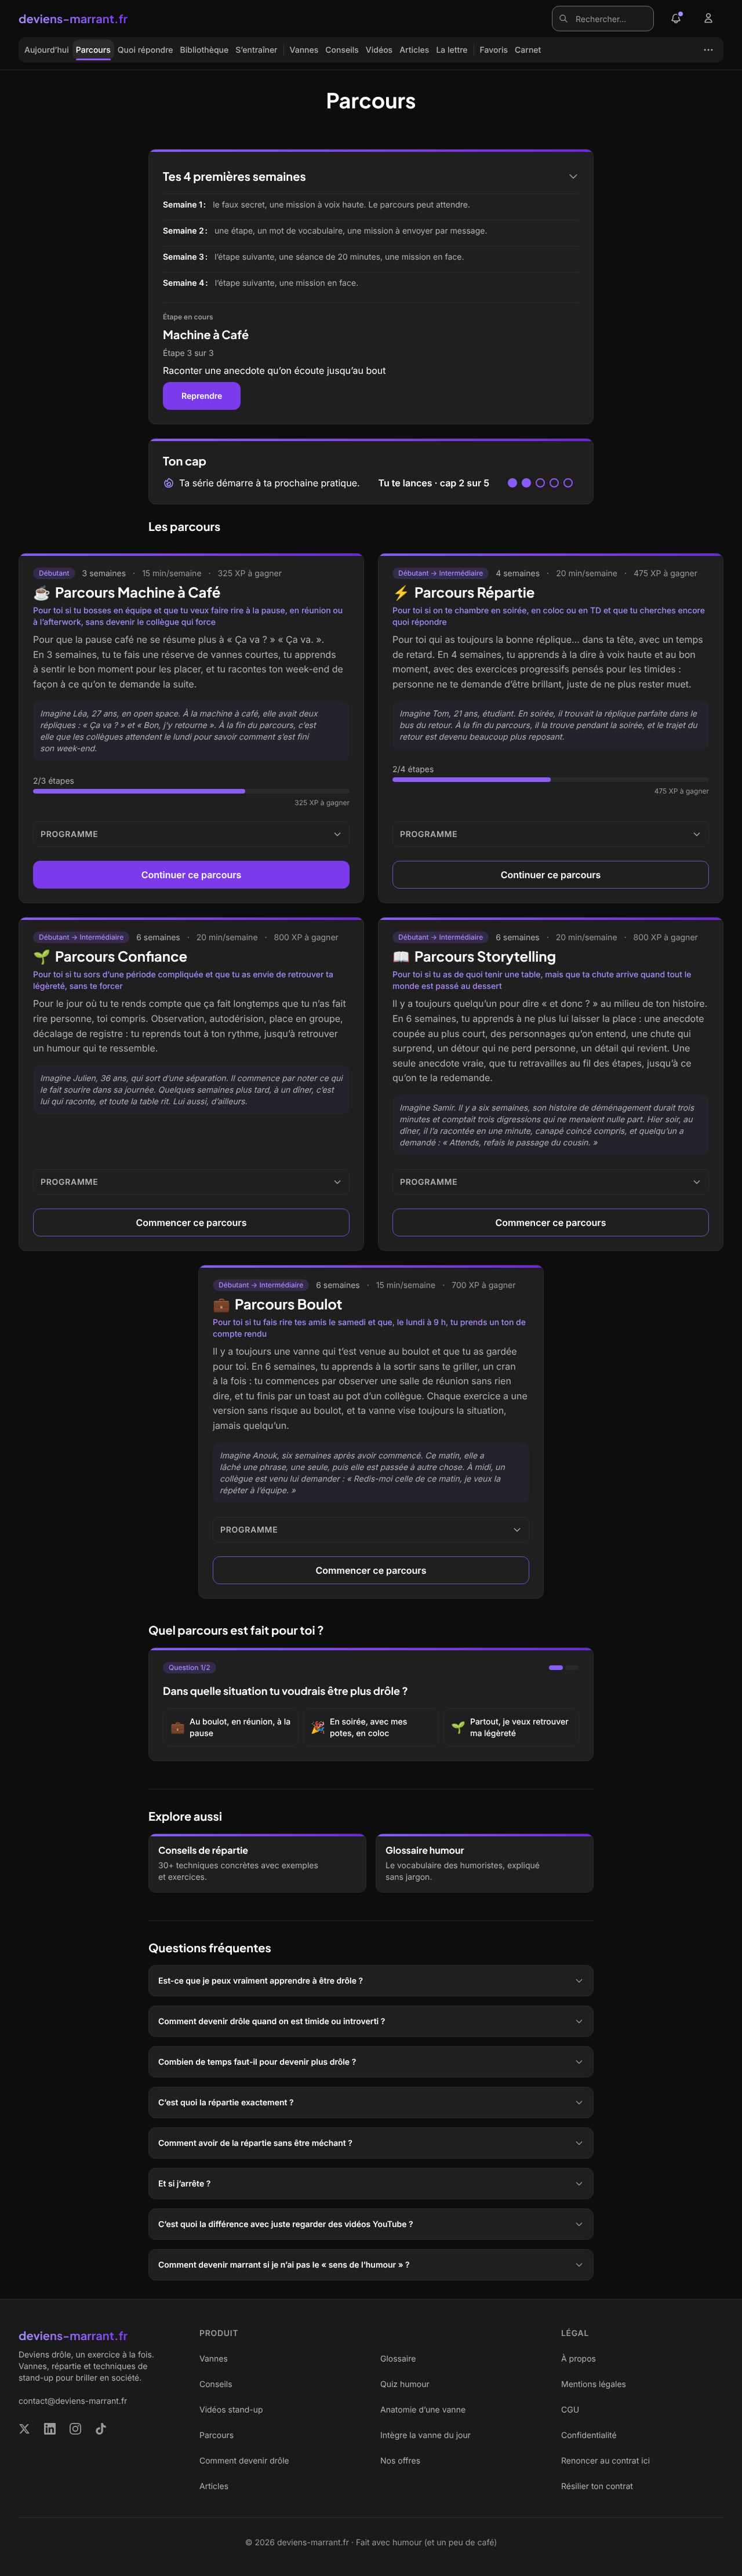 deviens-marrant.fr
Rechercher...
Aujourd'hui Parcours Quoi répondre Bibliothèque S'entraîner Vannes Conseils Vidéos Articles La lettre Favoris Carnet
Parcours
Tes 4 premières semaines
Semaine 1 : le faux secret, une mission à voix haute. Le parcours peut attendre.
Semaine 2 : une étape, un mot de vocabulaire, une mission à envoyer par message.
Semaine 3 : l'étape suivante, une séance de 20 minutes, une mission en face.
Semaine 4 : l'étape suivante, une mission en face.
Étape en cours
Machine à Café
Étape 3 sur 3
Raconter une anecdote qu'on écoute jusqu'au bout
Reprendre
Ton cap
Ta série démarre à ta prochaine pratique. Tu te lances · cap 2 sur 5
Les parcours
Débutant 3 semaines · 15 min/semaine · 325 XP à gagner
☕ Parcours Machine à Café
Pour toi si tu bosses en équipe et que tu veux faire rire à la pause, en réunion ou
à l'afterwork, sans devenir le collègue qui force
Pour que la pause café ne se résume plus à « Ça va ? » « Ça va. ».
En 3 semaines, tu te fais une réserve de vannes courtes, tu apprends
à sentir le bon moment pour les placer, et tu racontes ton week-end de
façon à ce qu'on te demande la suite.
Imagine Léa, 27 ans, en open space. À la machine à café, elle avait deux
répliques : « Ça va ? » et « Bon, j'y retourne ». À la fin du parcours, c'est
elle que les collègues attendent le lundi pour savoir comment s'est fini
son week-end.
2/3 étapes
325 XP à gagner
PROGRAMME
Continuer ce parcours
Débutant → Intermédiaire 4 semaines · 20 min/semaine · 475 XP à gagner
⚡ Parcours Répartie
Pour toi si on te chambre en soirée, en coloc ou en TD et que tu cherches encore
quoi répondre
Pour toi qui as toujours la bonne réplique… dans ta tête, avec un temps
de retard. En 4 semaines, tu apprends à la dire à voix haute et au bon
moment, avec des exercices progressifs pensés pour les timides :
personne ne te demande d'être brillant, juste de ne plus rester muet.
Imagine Tom, 21 ans, étudiant. En soirée, il trouvait la réplique parfaite dans le
bus du retour. À la fin du parcours, il la trouve pendant la soirée, et le trajet du
retour est devenu beaucoup plus reposant.
2/4 étapes
475 XP à gagner
PROGRAMME
Continuer ce parcours
Débutant → Intermédiaire 6 semaines · 20 min/semaine · 800 XP à gagner
🌱 Parcours Confiance
Pour toi si tu sors d'une période compliquée et que tu as envie de retrouver ta
légèreté, sans te forcer
Pour le jour où tu te rends compte que ça fait longtemps que tu n'as fait
rire personne, toi compris. Observation, autodérision, place en groupe,
décalage de registre : tu reprends tout à ton rythme, jusqu'à retrouver
un humour qui te ressemble.
Imagine Julien, 36 ans, qui sort d'une séparation. Il commence par noter ce qui
le fait sourire dans sa journée. Quelques semaines plus tard, à un dîner, c'est
lui qui raconte, et toute la table rit. Lui aussi, d'ailleurs.
PROGRAMME
Commencer ce parcours
Débutant → Intermédiaire 6 semaines · 20 min/semaine · 800 XP à gagner
📖 Parcours Storytelling
Pour toi si tu as de quoi tenir une table, mais que ta chute arrive quand tout le
monde est passé au dessert
Il y a toujours quelqu'un pour dire « et donc ? » au milieu de ton histoire.
En 6 semaines, tu apprends à ne plus lui laisser la place : une anecdote
coupée au plus court, des personnages qu'on entend, une chute qui
surprend, un détour qui ne perd personne, un détail qui revient. Une
seule anecdote vraie, que tu retravailles au fil des étapes, jusqu'à ce
qu'on te la redemande.
Imagine Samir. Il y a six semaines, son histoire de déménagement durait trois
minutes et comptait trois digressions qui ne menaient nulle part. Hier soir, au
dîner, il l'a racontée en une minute, canapé coincé compris, et quelqu'un a
demandé : « Attends, refais le passage du cousin. »
PROGRAMME
Commencer ce parcours
Débutant → Intermédiaire 6 semaines · 15 min/semaine · 700 XP à gagner
💼 Parcours Boulot
Pour toi si tu fais rire tes amis le samedi et que, le lundi à 9 h, tu prends un ton de
compte rendu
Il y a toujours une vanne qui t'est venue au boulot et que tu as gardée
pour toi. En 6 semaines, tu apprends à la sortir sans te griller, un cran
à la fois : tu commences par observer une salle de réunion sans rien
dire, et tu finis par un toast au pot d'un collègue. Chaque exercice a une
version sans risque au boulot, et ta vanne vise toujours la situation,
jamais quelqu'un.
Imagine Anouk, six semaines après avoir commencé. Ce matin, elle a
lâché une phrase, une seule, puis elle est passée à autre chose. À midi, un
collègue est venu lui demander : « Redis-moi celle de ce matin, je veux la
répéter à l'équipe. »
PROGRAMME
Commencer ce parcours
Quel parcours est fait pour toi ?
Question 1/2
Dans quelle situation tu voudrais être plus drôle ?
💼 Au boulot, en réunion, à la
pause
🎉 En soirée, avec mes
potes, en coloc
🌱 Partout, je veux retrouver
ma légèreté
Explore aussi
Conseils de répartie
30+ techniques concrètes avec exemples
et exercices.
Glossaire humour
Le vocabulaire des humoristes, expliqué
sans jargon.
Questions fréquentes
Est-ce que je peux vraiment apprendre à être drôle ?
Comment devenir drôle quand on est timide ou introverti ?
Combien de temps faut-il pour devenir plus drôle ?
C'est quoi la répartie exactement ?
Comment avoir de la répartie sans être méchant ?
Et si j'arrête ?
C'est quoi la différence avec juste regarder des vidéos YouTube ?
Comment devenir marrant si je n'ai pas le « sens de l'humour » ?
deviens-marrant.fr
Deviens drôle, un exercice à la fois.
Vannes, répartie et techniques de
stand-up pour briller en société.
contact@deviens-marrant.fr
PRODUIT
Vannes
Conseils
Vidéos stand-up
Parcours
Comment devenir drôle
Articles
Glossaire
Quiz humour
Anatomie d'une vanne
Intègre la vanne du jour
Nos offres
LÉGAL
À propos
Mentions légales
CGU
Confidentialité
Renoncer au contrat ici
Résilier ton contrat
© 2026 deviens-marrant.fr · Fait avec humour (et un peu de café)